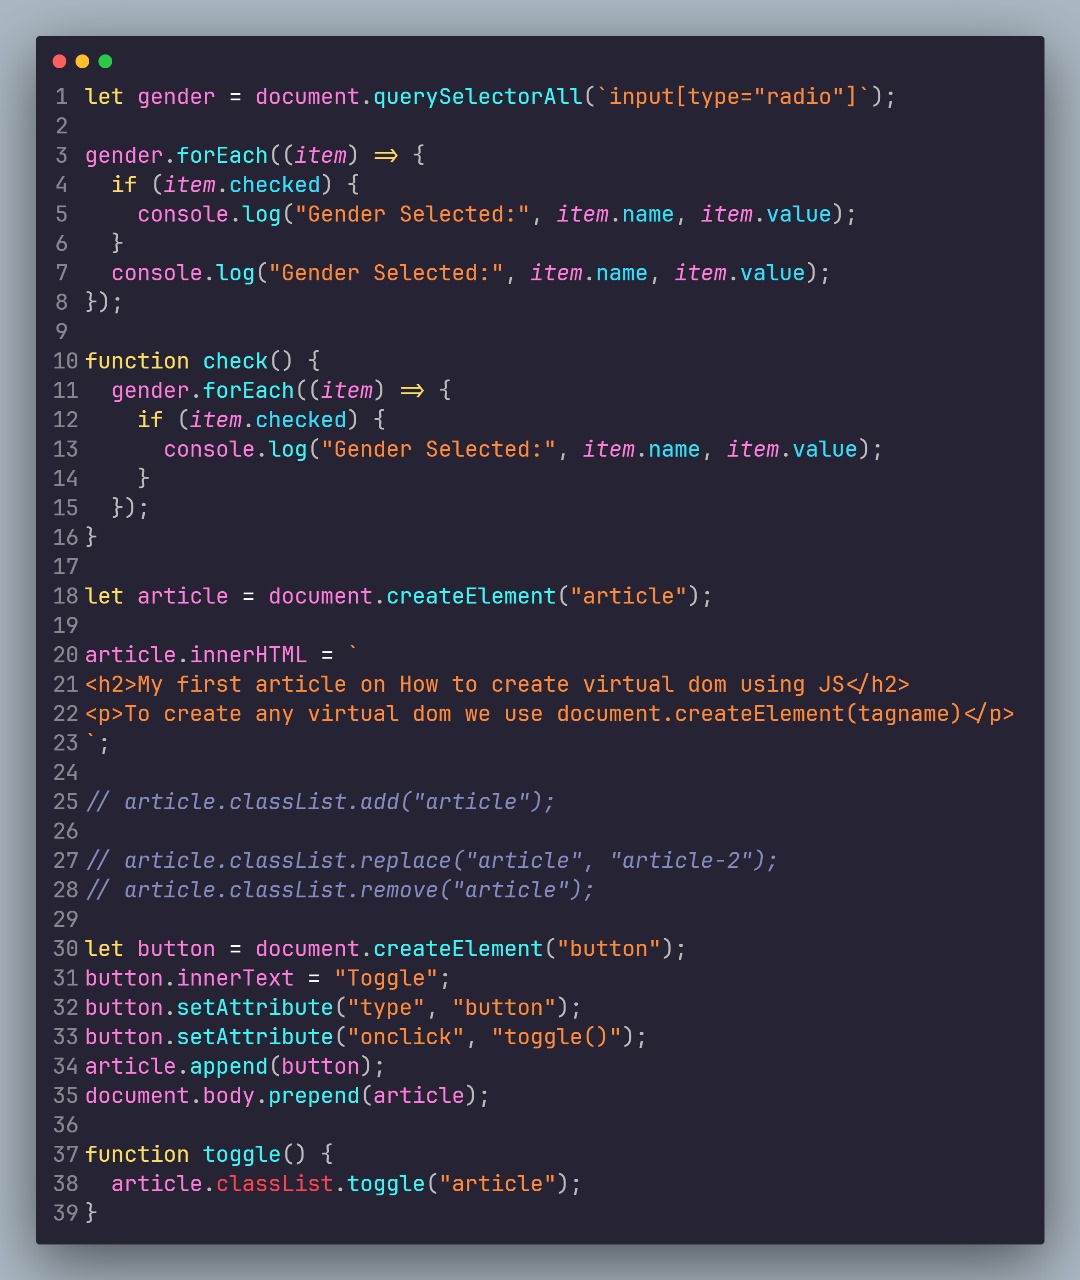 1 let gender = document.querySelectorAll(`input[type="radio"]`);
2
3 gender.forEach((item) => {
4   if (item.checked) {
5     console.log("Gender Selected:", item.name, item.value);
6   }
7   console.log("Gender Selected:", item.name, item.value);
8 });
9
10 function check() {
11   gender.forEach((item) => {
12     if (item.checked) {
13       console.log("Gender Selected:", item.name, item.value);
14     }
15   });
16 }
17
18 let article = document.createElement("article");
19
20 article.innerHTML = `
21 <h2>My first article on How to create virtual dom using JS</h2>
22 <p>To create any virtual dom we use document.createElement(tagname)</p>
23 `;
24
25 // article.classList.add("article");
26
27 // article.classList.replace("article", "article-2");
28 // article.classList.remove("article");
29
30 let button = document.createElement("button");
31 button.innerText = "Toggle";
32 button.setAttribute("type", "button");
33 button.setAttribute("onclick", "toggle()");
34 article.append(button);
35 document.body.prepend(article);
36
37 function toggle() {
38   article.classList.toggle("article");
39 }